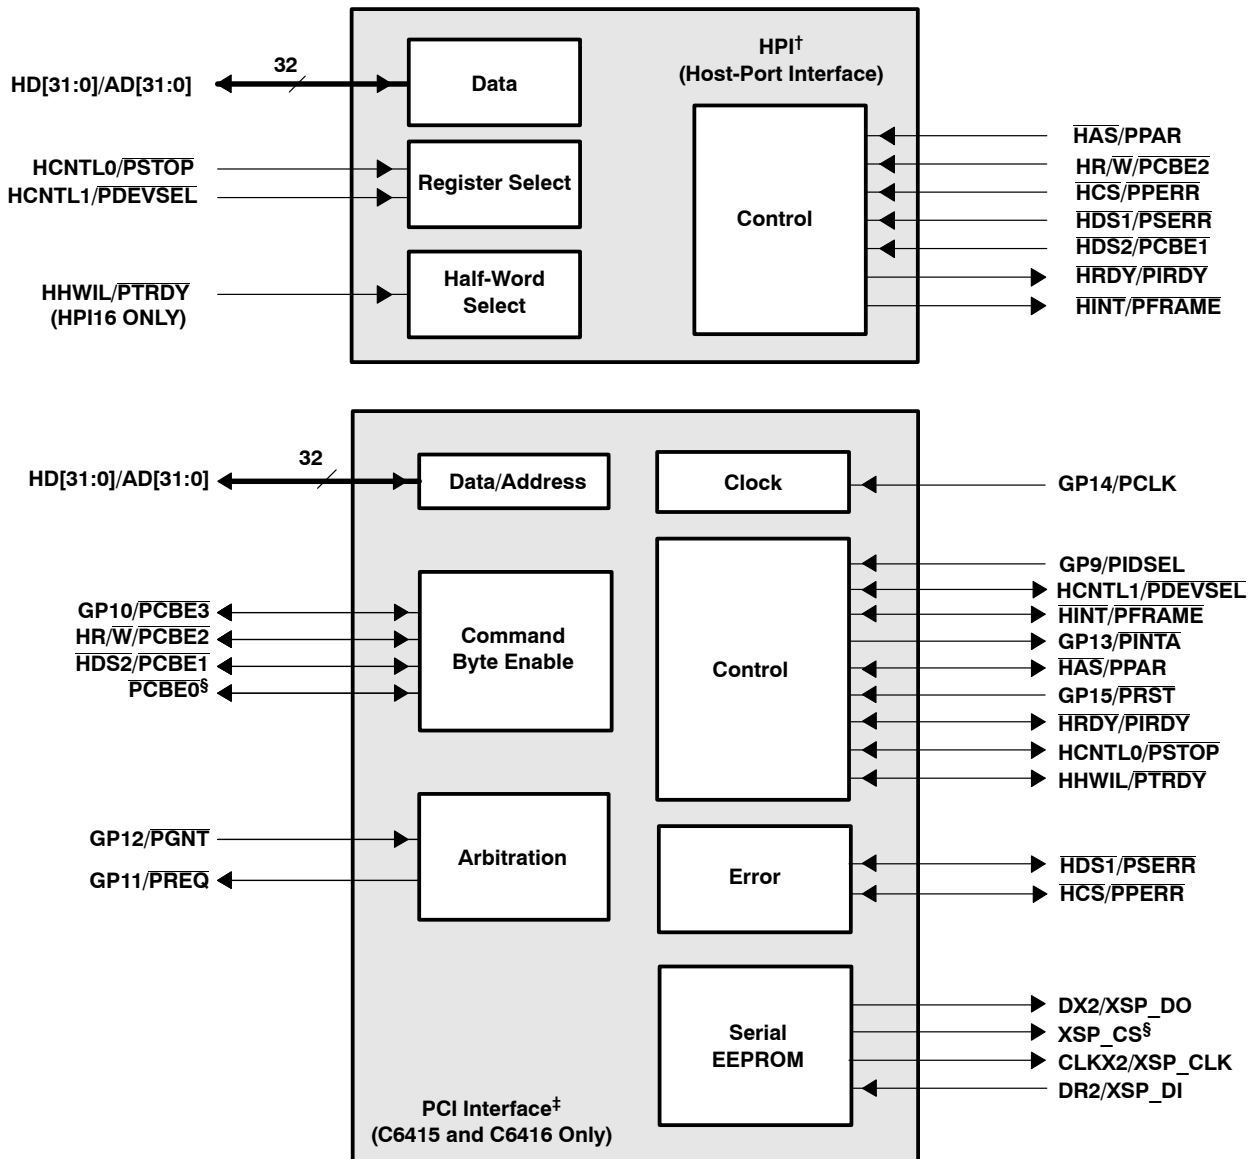 HPI†
(Host-Port Interface)
HD[31:0]/AD[31:0]
32
Data
HCNTL0/PSTOP
HCNTL1/PDEVSEL
Register Select
HHWIL/PTRDY
(HPI16 ONLY)
Half-Word
Select
Control
HAS/PPAR
HR/W/PCBE2
HCS/PPERR
HDS1/PSERR
HDS2/PCBE1
HRDY/PIRDY
HINT/PFRAME
HD[31:0]/AD[31:0]
32
Data/Address
Clock
GP14/PCLK
GP10/PCBE3
HR/W/PCBE2
HDS2/PCBE1
PCBE0§
Command
Byte Enable
Control
GP9/PIDSEL
HCNTL1/PDEVSEL
HINT/PFRAME
GP13/PINTA
HAS/PPAR
GP15/PRST
HRDY/PIRDY
HCNTL0/PSTOP
HHWIL/PTRDY
GP12/PGNT
GP11/PREQ
Arbitration
Error
HDS1/PSERR
HCS/PPERR
Serial
EEPROM
DX2/XSP_DO
XSP_CS§
CLKX2/XSP_CLK
DR2/XSP_DI
PCI Interface‡
(C6415 and C6416 Only)